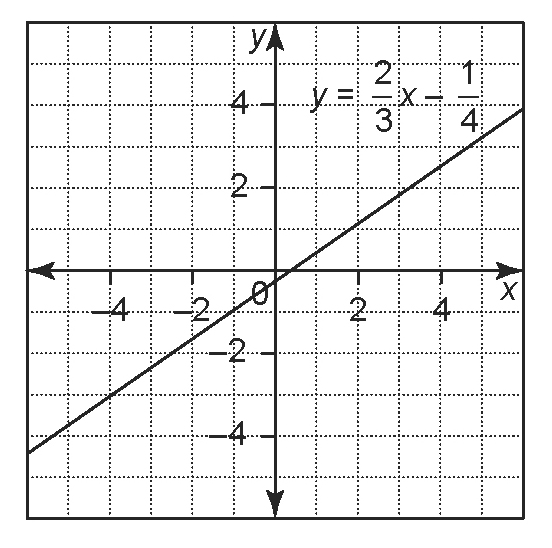 y
y = 2/3 x – 1/4
4
2
0
x
–4 –2 2 4
–2
–4